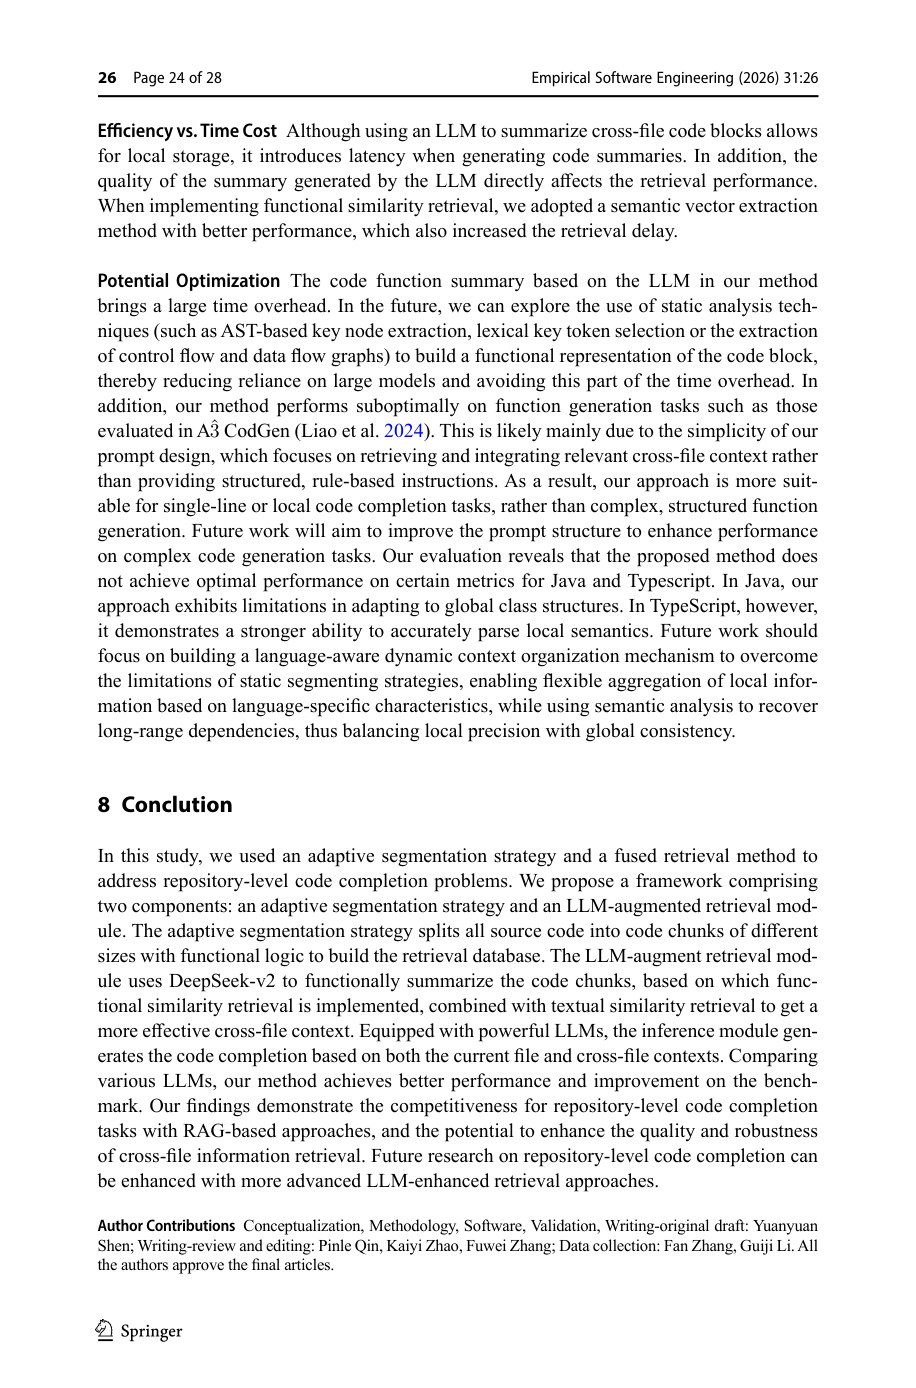 26 Page 24 of 28 Empirical Software Engineering (2026) 31:26
Efficiency vs. Time Cost Although using an LLM to summarize cross-file code blocks allows
for local storage, it introduces latency when generating code summaries. In addition, the
quality of the summary generated by the LLM directly affects the retrieval performance.
When implementing functional similarity retrieval, we adopted a semantic vector extraction
method with better performance, which also increased the retrieval delay.
Potential Optimization The code function summary based on the LLM in our method
brings a large time overhead. In the future, we can explore the use of static analysis tech-
niques (such as AST-based key node extraction, lexical key token selection or the extraction
of control flow and data flow graphs) to build a functional representation of the code block,
thereby reducing reliance on large models and avoiding this part of the time overhead. In
addition, our method performs suboptimally on function generation tasks such as those
evaluated in A3̂ CodGen (Liao et al. 2024). This is likely mainly due to the simplicity of our
prompt design, which focuses on retrieving and integrating relevant cross-file context rather
than providing structured, rule-based instructions. As a result, our approach is more suit-
able for single-line or local code completion tasks, rather than complex, structured function
generation. Future work will aim to improve the prompt structure to enhance performance
on complex code generation tasks. Our evaluation reveals that the proposed method does
not achieve optimal performance on certain metrics for Java and Typescript. In Java, our
approach exhibits limitations in adapting to global class structures. In TypeScript, however,
it demonstrates a stronger ability to accurately parse local semantics. Future work should
focus on building a language-aware dynamic context organization mechanism to overcome
the limitations of static segmenting strategies, enabling flexible aggregation of local infor-
mation based on language-specific characteristics, while using semantic analysis to recover
long-range dependencies, thus balancing local precision with global consistency.
8 Conclution
In this study, we used an adaptive segmentation strategy and a fused retrieval method to
address repository-level code completion problems. We propose a framework comprising
two components: an adaptive segmentation strategy and an LLM-augmented retrieval mod-
ule. The adaptive segmentation strategy splits all source code into code chunks of different
sizes with functional logic to build the retrieval database. The LLM-augment retrieval mod-
ule uses DeepSeek-v2 to functionally summarize the code chunks, based on which func-
tional similarity retrieval is implemented, combined with textual similarity retrieval to get a
more effective cross-file context. Equipped with powerful LLMs, the inference module gen-
erates the code completion based on both the current file and cross-file contexts. Comparing
various LLMs, our method achieves better performance and improvement on the bench-
mark. Our findings demonstrate the competitiveness for repository-level code completion
tasks with RAG-based approaches, and the potential to enhance the quality and robustness
of cross-file information retrieval. Future research on repository-level code completion can
be enhanced with more advanced LLM-enhanced retrieval approaches.
Author Contributions Conceptualization, Methodology, Software, Validation, Writing-original draft: Yuanyuan
Shen; Writing-review and editing: Pinle Qin, Kaiyi Zhao, Fuwei Zhang; Data collection: Fan Zhang, Guiji Li. All
the authors approve the final articles.
Springer